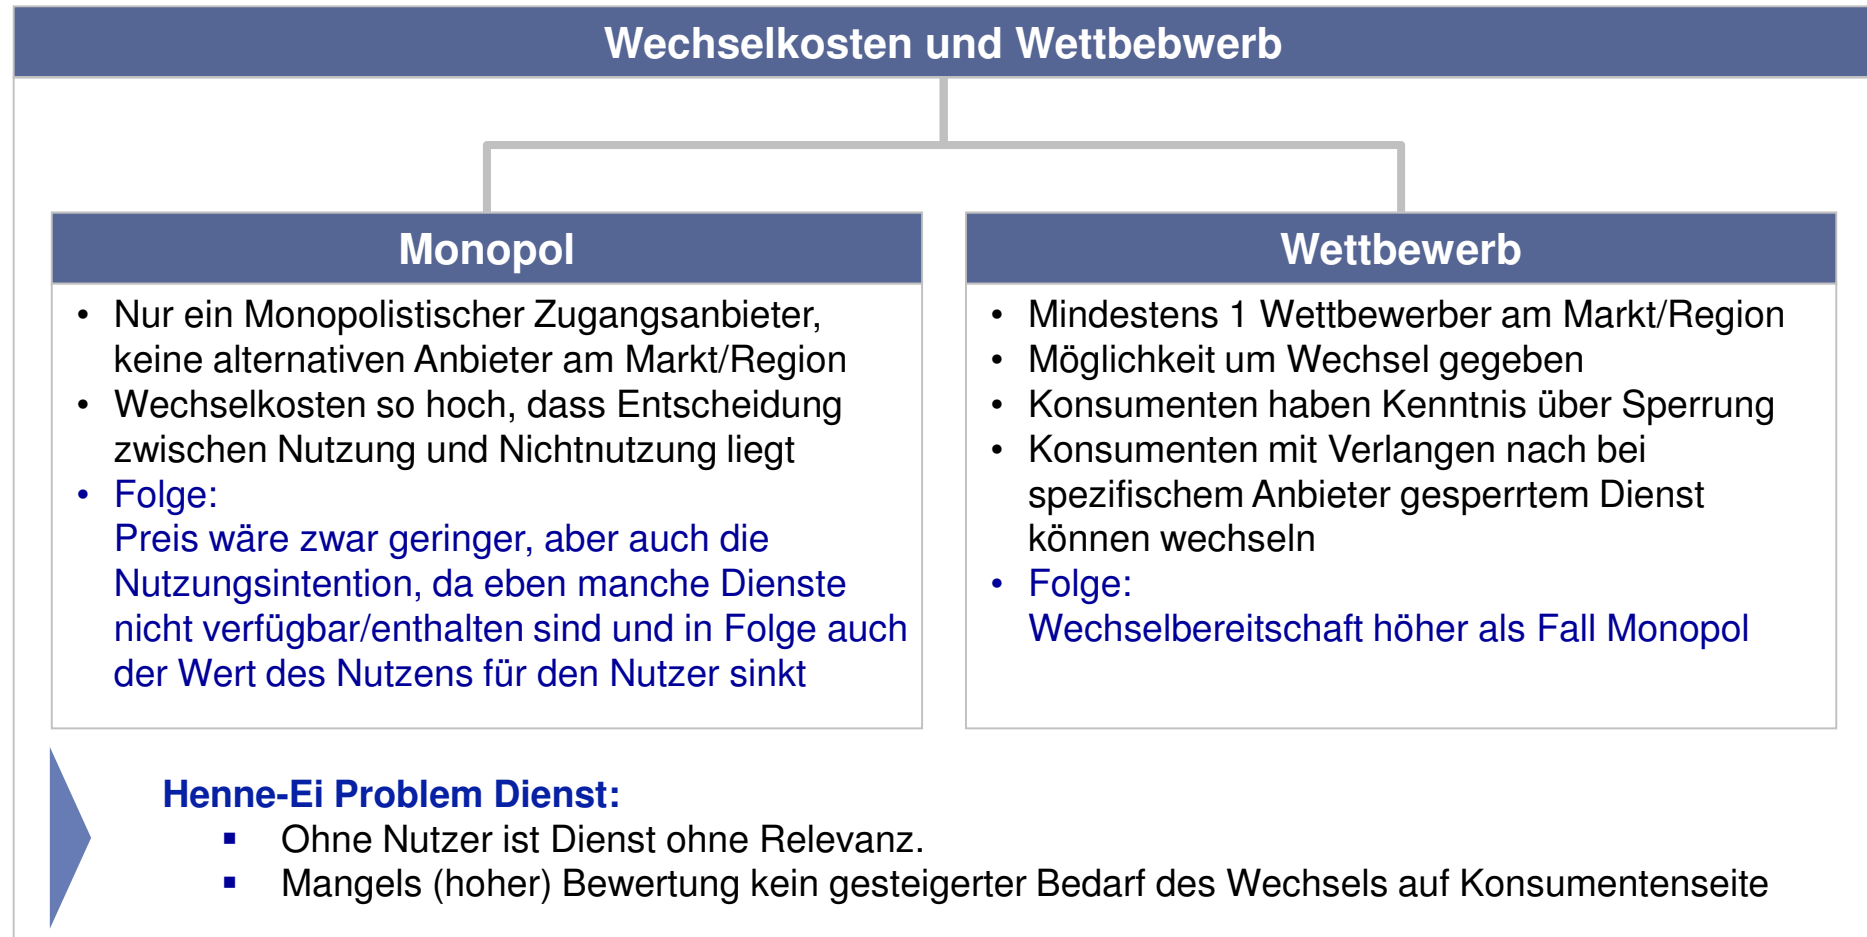 Wechselkosten und Wettbebwerb
Monopol
• Nur ein Monopolistischer Zugangsanbieter,
keine alternativen Anbieter am Markt/Region
• Wechselkosten so hoch, dass Entscheidung
zwischen Nutzung und Nichtnutzung liegt
• Folge:
Preis wäre zwar geringer, aber auch die
Nutzungsintention, da eben manche Dienste
nicht verfügbar/enthalten sind und in Folge auch
der Wert des Nutzens für den Nutzer sinkt
Wettbewerb
• Mindestens 1 Wettbewerber am Markt/Region
• Möglichkeit um Wechsel gegeben
• Konsumenten haben Kenntnis über Sperrung
• Konsumenten mit Verlangen nach bei
spezifischem Anbieter gesperrtem Dienst
können wechseln
• Folge:
Wechselbereitschaft höher als Fall Monopol
Henne-Ei Problem Dienst:
▪ Ohne Nutzer ist Dienst ohne Relevanz.
▪ Mangels (hoher) Bewertung kein gesteigerter Bedarf des Wechsels auf Konsumentenseite